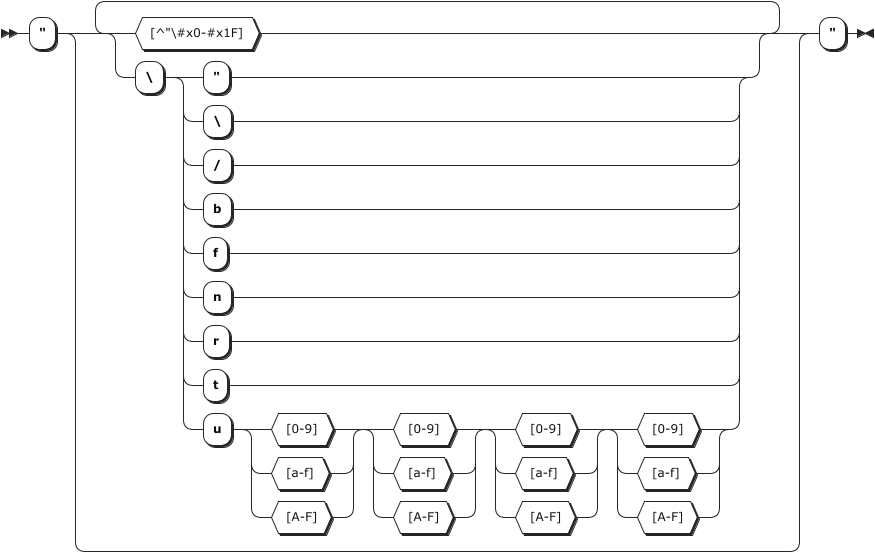 " [^"\#x0-#x1F] "
\ "
\
/
b
f
n
r
t
u [0-9] [0-9] [0-9] [0-9]
[a-f] [a-f] [a-f] [a-f]
[A-F] [A-F] [A-F] [A-F]